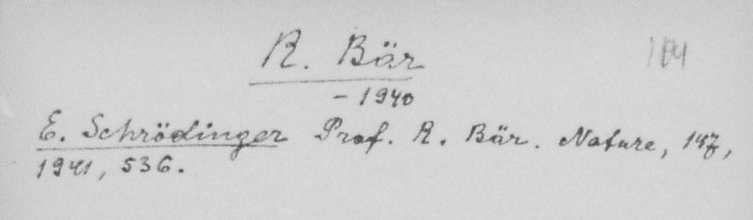 R. Bär
184
– 1940
E. Schrödinger Prof. R. Bär. Nature, 147,
1941, 536.